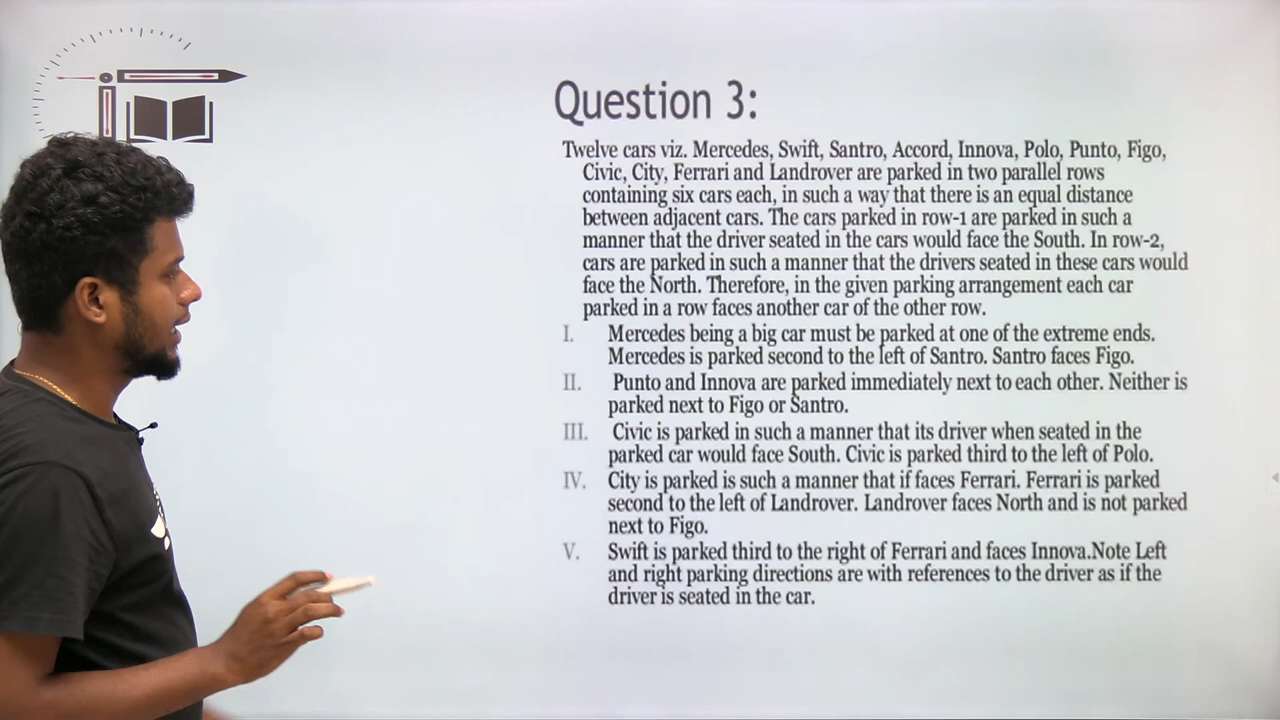 Question 3:
Twelve cars viz. Mercedes, Swift, Santro, Accord, Innova, Polo, Punto, Figo,
Civic, City, Ferrari and Landrover are parked in two parallel rows
containing six cars each, in such a way that there is an equal distance
between adjacent cars. The cars parked in row-1 are parked in such a
manner that the driver seated in the cars would face the South. In row-2,
cars are parked in such a manner that the drivers seated in these cars would
face the North. Therefore, in the given parking arrangement each car
parked in a row faces another car of the other row.
I. Mercedes being a big car must be parked at one of the extreme ends.
Mercedes is parked second to the left of Santro. Santro faces Figo.
II. Punto and Innova are parked immediately next to each other. Neither is
parked next to Figo or Santro.
III. Civic is parked in such a manner that its driver when seated in the
parked car would face South. Civic is parked third to the left of Polo.
IV. City is parked is such a manner that if faces Ferrari. Ferrari is parked
second to the left of Landrover. Landrover faces North and is not parked
next to Figo.
V. Swift is parked third to the right of Ferrari and faces Innova.Note Left
and right parking directions are with references to the driver as if the
driver is seated in the car.